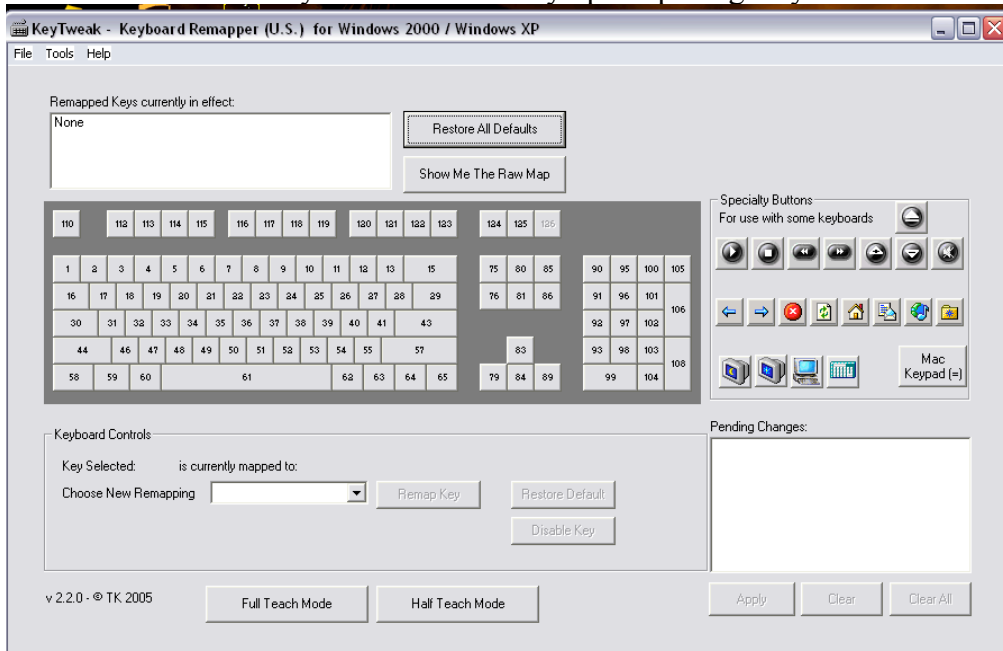 KeyTweak - Keyboard Remapper (U.S.) for Windows 2000 / Windows XP
File Tools Help
Remapped Keys currently in effect:
None
Restore All Defaults
Show Me The Raw Map
110 112 113 114 115 116 117 118 119 120 121 122 123 124 125 126
1 2 3 4 5 6 7 8 9 10 11 12 13 15 75 80 85 90 95 100 105
16 17 18 19 20 21 22 23 24 25 26 27 28 29 76 81 86 91 96 101
106
30 31 32 33 34 35 36 37 38 39 40 41 43 92 97 102
44 46 47 48 49 50 51 52 53 54 55 57 83 93 98 103
108
58 59 60 61 62 63 64 65 79 84 89 99 104
Specialty Buttons
For use with some keyboards
Mac
Keypad (=)
Keyboard Controls
Key Selected: is currently mapped to:
Choose New Remapping
Remap Key
Restore Default
Disable Key
Pending Changes:
v 2.2.0 - © TK 2005
Full Teach Mode
Half Teach Mode
Apply
Clear
Clear All